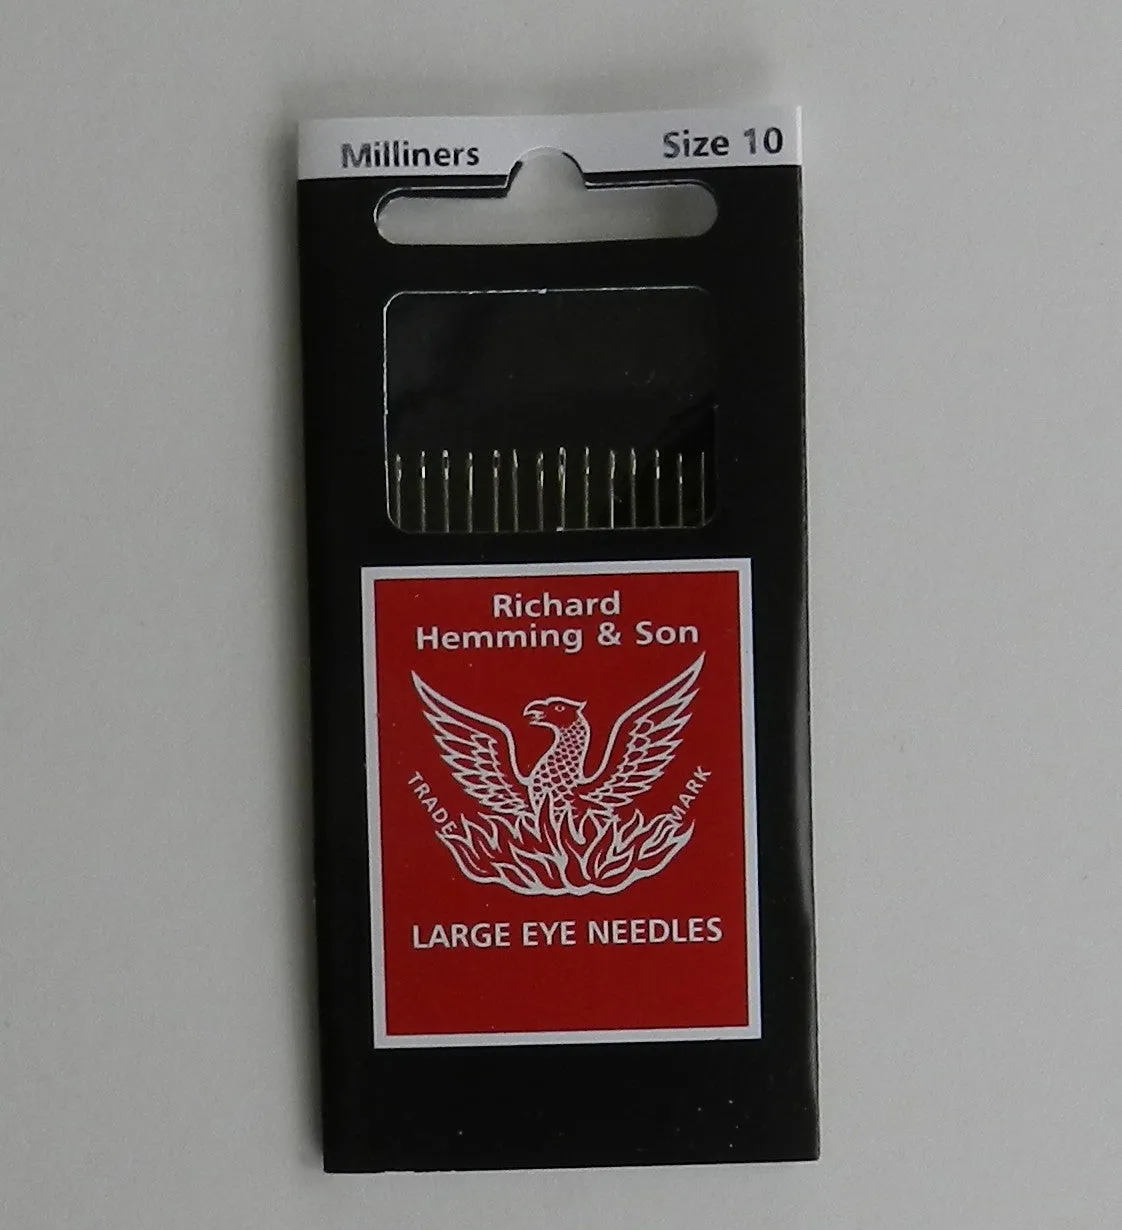 Milliners Size 10
Richard
Hemming & Son
TRADE MARK
LARGE EYE NEEDLES